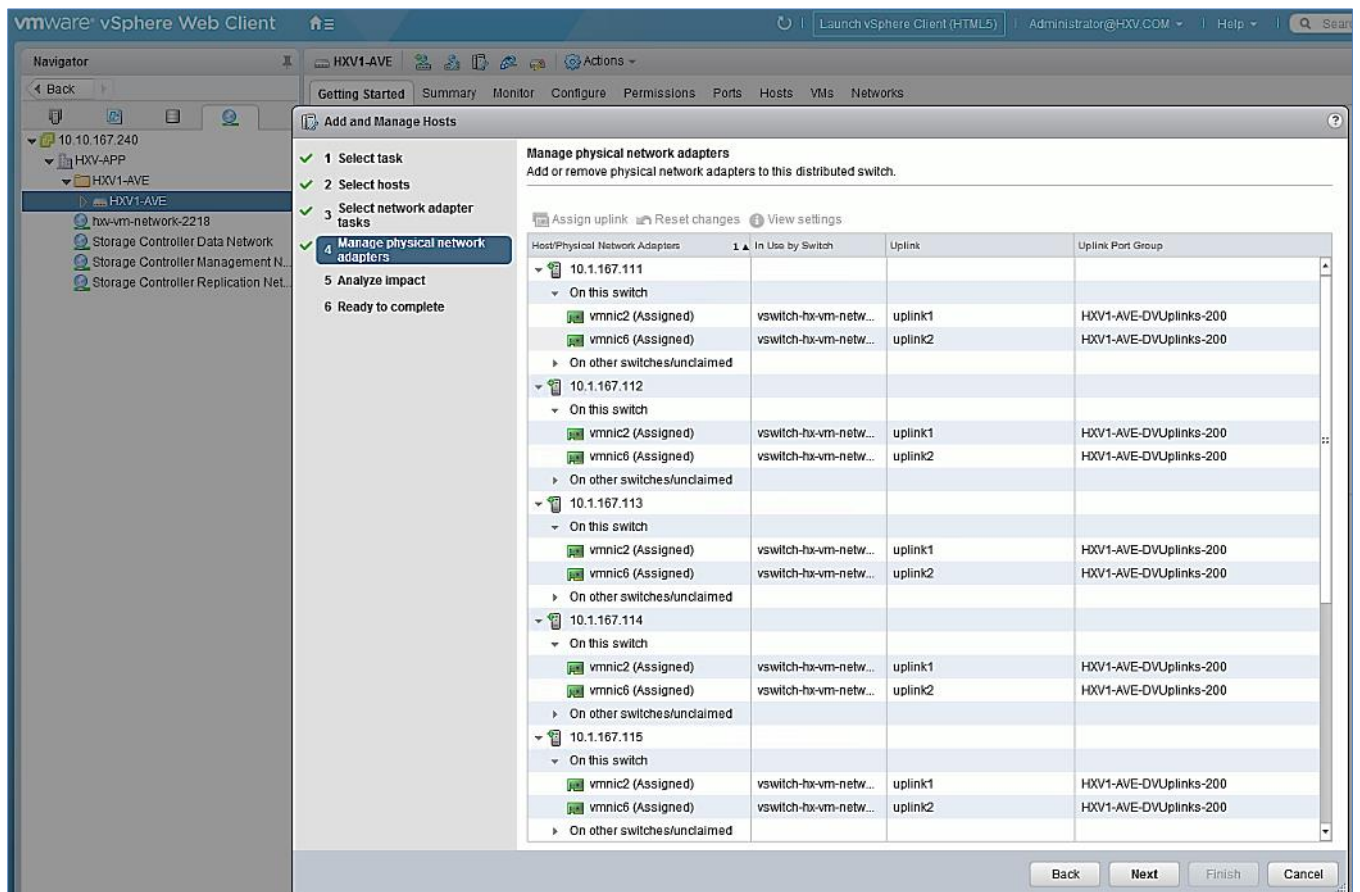 vmware® vSphere Web Client
Launch vSphere Client (HTML5)
Administrator@HXV.COM
Help
Navigator
HXV1-AVE
Actions
Back
Getting Started Summary Monitor Configure Permissions Ports Hosts VMs Networks
10.10.167.240
HXV-APP
HXV1-AVE
HXV1-AVE
hxv-vm-network-2218
Storage Controller Data Network
Storage Controller Management N...
Storage Controller Replication Net...
Add and Manage Hosts
1 Select task
2 Select hosts
3 Select network adapter
tasks
4 Manage physical network
adapters
5 Analyze impact
6 Ready to complete
Manage physical network adapters
Add or remove physical network adapters to this distributed switch.
Assign uplink Reset changes View settings
Host/Physical Network Adapters 1 In Use by Switch Uplink Uplink Port Group
10.1.167.111
On this switch
vmnic2 (Assigned) vswitch-hx-vm-netw... uplink1 HXV1-AVE-DVUplinks-200
vmnic6 (Assigned) vswitch-hx-vm-netw... uplink2 HXV1-AVE-DVUplinks-200
On other switches/unclaimed
10.1.167.112
On this switch
vmnic2 (Assigned) vswitch-hx-vm-netw... uplink1 HXV1-AVE-DVUplinks-200
vmnic6 (Assigned) vswitch-hx-vm-netw... uplink2 HXV1-AVE-DVUplinks-200
On other switches/unclaimed
10.1.167.113
On this switch
vmnic2 (Assigned) vswitch-hx-vm-netw... uplink1 HXV1-AVE-DVUplinks-200
vmnic6 (Assigned) vswitch-hx-vm-netw... uplink2 HXV1-AVE-DVUplinks-200
On other switches/unclaimed
10.1.167.114
On this switch
vmnic2 (Assigned) vswitch-hx-vm-netw... uplink1 HXV1-AVE-DVUplinks-200
vmnic6 (Assigned) vswitch-hx-vm-netw... uplink2 HXV1-AVE-DVUplinks-200
On other switches/unclaimed
10.1.167.115
On this switch
vmnic2 (Assigned) vswitch-hx-vm-netw... uplink1 HXV1-AVE-DVUplinks-200
vmnic6 (Assigned) vswitch-hx-vm-netw... uplink2 HXV1-AVE-DVUplinks-200
On other switches/unclaimed
Back Next Finish Cancel